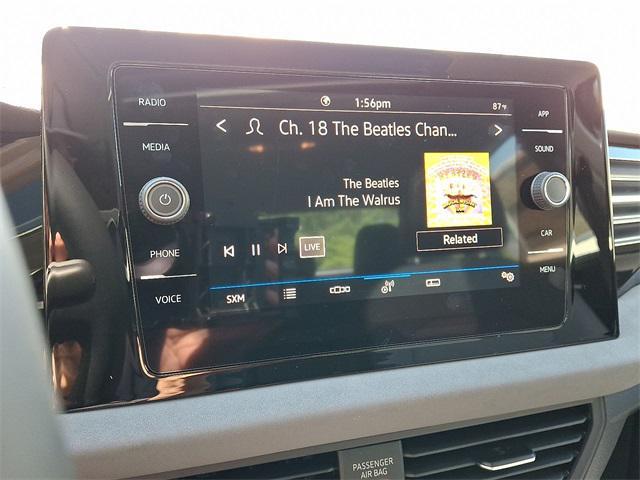 RADIO
MEDIA
PHONE
VOICE
1:56pm
87°F
Ch. 18 The Beatles Chan...
The Beatles
I Am The Walrus
LIVE
Related
SXM
APP
SOUND
CAR
MENU
PASSENGER
AIR BAG